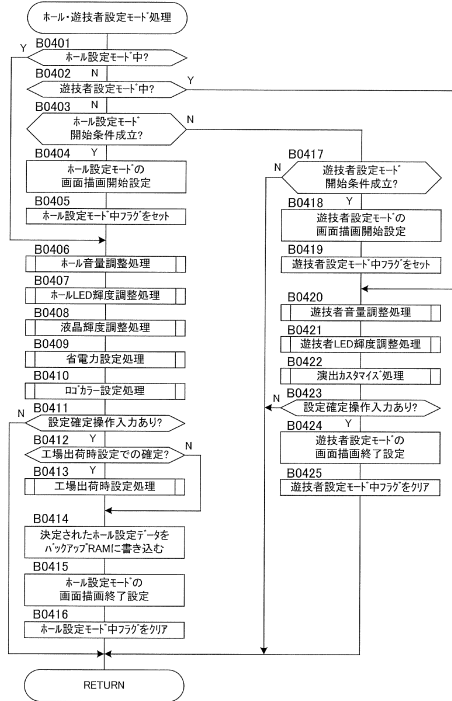 ホール・遊技者設定モード処理
B0401
Y
ホール設定モード中?
B0402
N
遊技者設定モード中?
Y
B0403
N
ホール設定モード
開始条件成立?
N
B0404
Y
ホール設定モードの
画面描画開始設定
B0405
ホール設定モード中フラグをセット
B0406
ホール音量調整処理
B0407
ホールLED輝度調整処理
B0408
液晶輝度調整処理
B0409
省電力設定処理
B0410
ロゴカラー設定処理
B0411
N
設定確定操作入力あり?
B0412
Y
工場出荷時設定での確定?
N
B0413
Y
工場出荷時設定処理
B0414
決定されたホール設定データを
バックアップRAMに書き込む
B0415
ホール設定モードの
画面描画終了設定
B0416
ホール設定モード中フラグをクリア
RETURN
B0417
N
遊技者設定モード
開始条件成立?
B0418
Y
遊技者設定モードの
画面描画開始設定
B0419
遊技者設定モード中フラグをセット
B0420
遊技者音量調整処理
B0421
遊技者LED輝度調整処理
B0422
演出カスタマイズ処理
B0423
N
設定確定操作入力あり?
B0424
Y
遊技者設定モードの
画面描画終了設定
B0425
遊技者設定モード中フラグをクリア